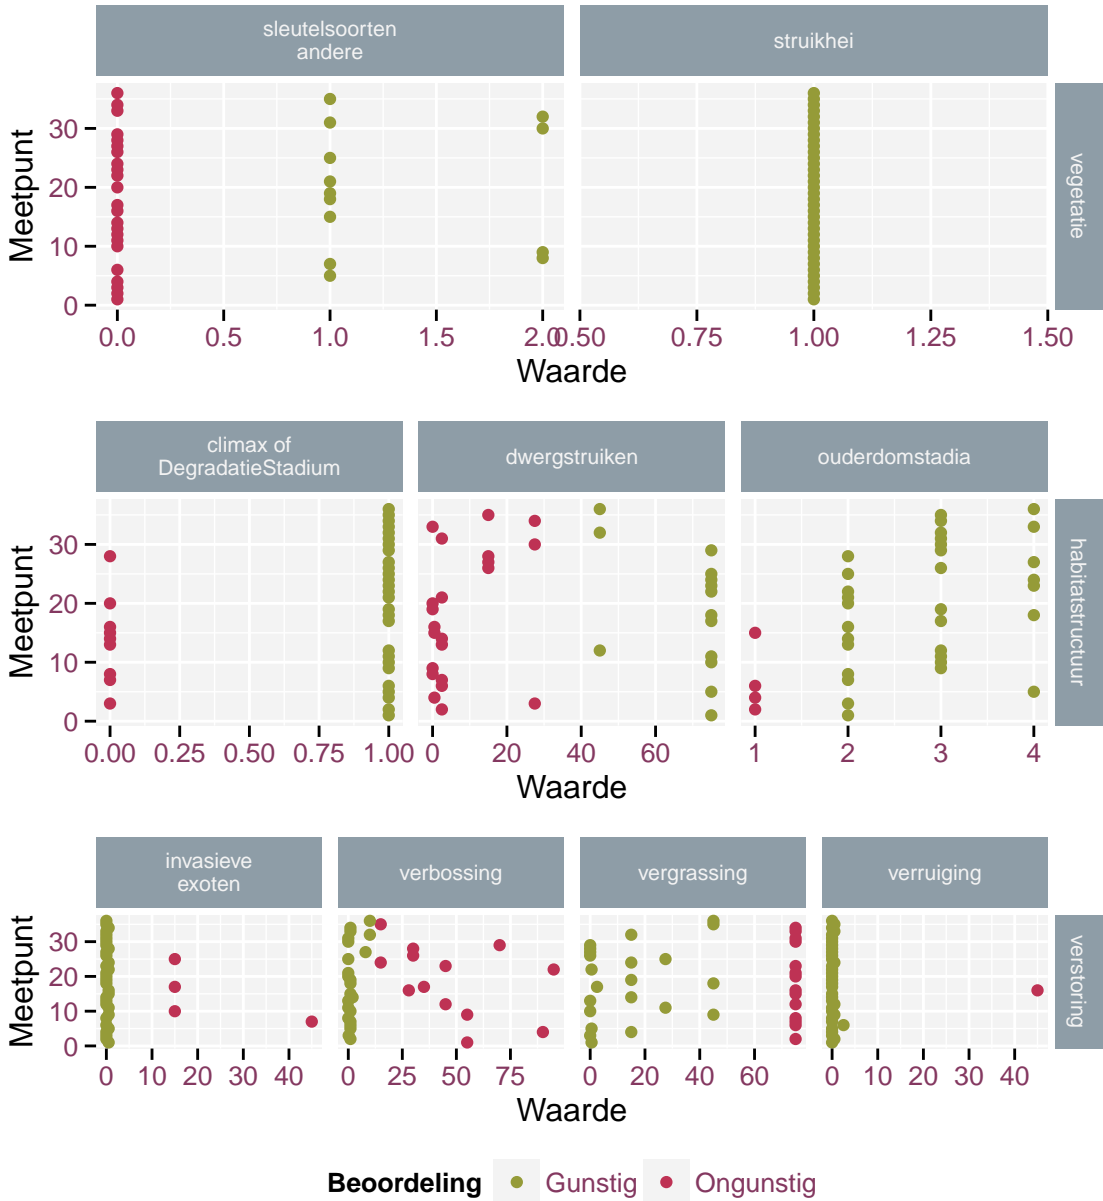 sleutelsoorten
andere
struikhei
Meetpunt
30
20
10
0
vegetatie
0.0 0.5 1.0 1.5 2.0 0.50 0.75 1.00 1.25 1.50
Waarde
climax of
DegradatieStadium
dwergstruiken
ouderdomstadia
Meetpunt
30
20
10
0
habitatstructuur
0.00 0.25 0.50 0.75 1.00 0 20 40 60 1 2 3 4
Waarde
invasieve
exoten
verbossing
vergrassing
verruiging
Meetpunt
30
20
10
0
verstoring
0 10 20 30 40 0 25 50 75 0 20 40 60 0 10 20 30 40
Waarde
Beoordeling Gunstig Ongunstig